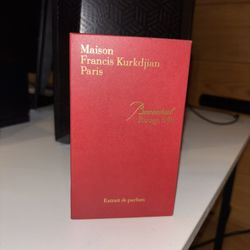 Maison
Francis Kurkdjian
Paris
Baccarat
Rouge 540
Extrait de parfum